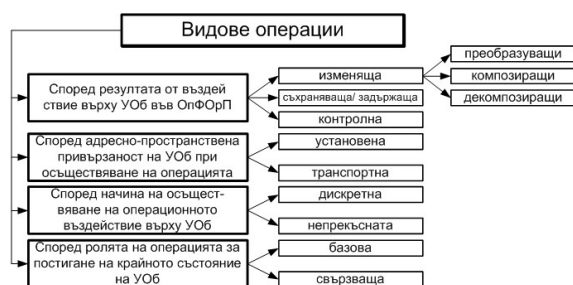 Видове операции
Според резултата от въздей
ствие върху УОб във ОпФОрП
изменяща
преобразуващи
композиращи
декомпозиращи
съхраняваща/ задържаща
контролна
Според адресно-пространствена
привързаност на УОб при
осъществяване на операцията
установена
транспортна
Според начина на осъщест-
вяване на операционното
въздействие върху УОб
дискретна
непрекъсната
Според ролята на операцията за
постигане на крайното състояние
на УОб
базова
свързваща